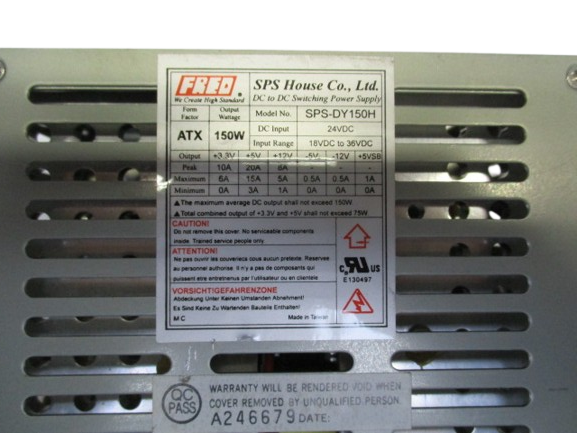 FRED ® SPS House Co., Ltd.
We Create High Standard DC to DC Switching Power Supply
Form Factor Output Wattage Model No. SPS-DY150H
ATX 150W DC Input 24VDC
Input Range 18VDC to 36VDC
Output +3.3V +5V +12V -5V -12V +5VSB
Peak 10A 20A 8A - - -
Maximum 6A 15A 5A 0.5A 0.5A 1A
Minimum 0A 3A 1A 0A 0A 0A
▲The maximum average DC output shall not exceed 150W.
▲Total combined output of +3.3V and +5V shall not exceed 75W.
CAUTION!
Do not remove this cover. No serviceable components
inside. Trained service people only.
ATTENTION!
Ne pas ouvrir les couvercles sous aucun pretexte. Reservee
au personnel authorise. Il n'y a pas de composants qui
puissent etre entretenus par l'utilisateur ou en clientele
VORSICHT!GEFAHRENZONE
Abdeckung Unter Keinen Umstanden Abnehmen!
Es Sind Keine Zu Wartenden Bauteile Enthalten.
M C Made in Taiwan
c RU US
E130497
QC
PASS
WARRANTY WILL BE RENDERED VOID WHEN
COVER REMOVED BY UNQUALIFIED PERSON.
A246679 DATE: